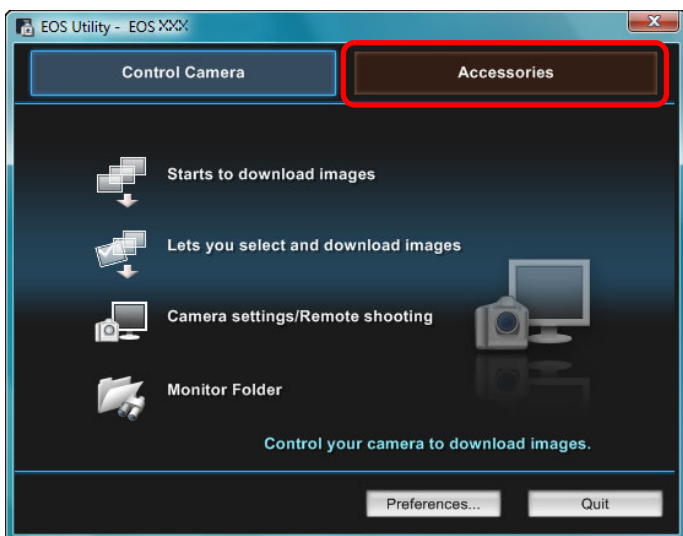 EOS Utility - EOS XXX
Control Camera
Accessories
Starts to download images
Lets you select and download images
Camera settings/Remote shooting
Monitor Folder
Control your camera to download images.
Preferences...
Quit